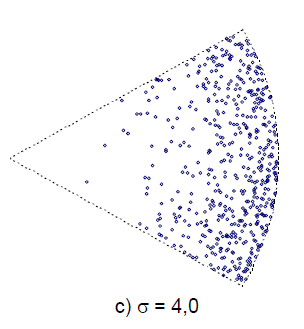 c) σ = 4,0